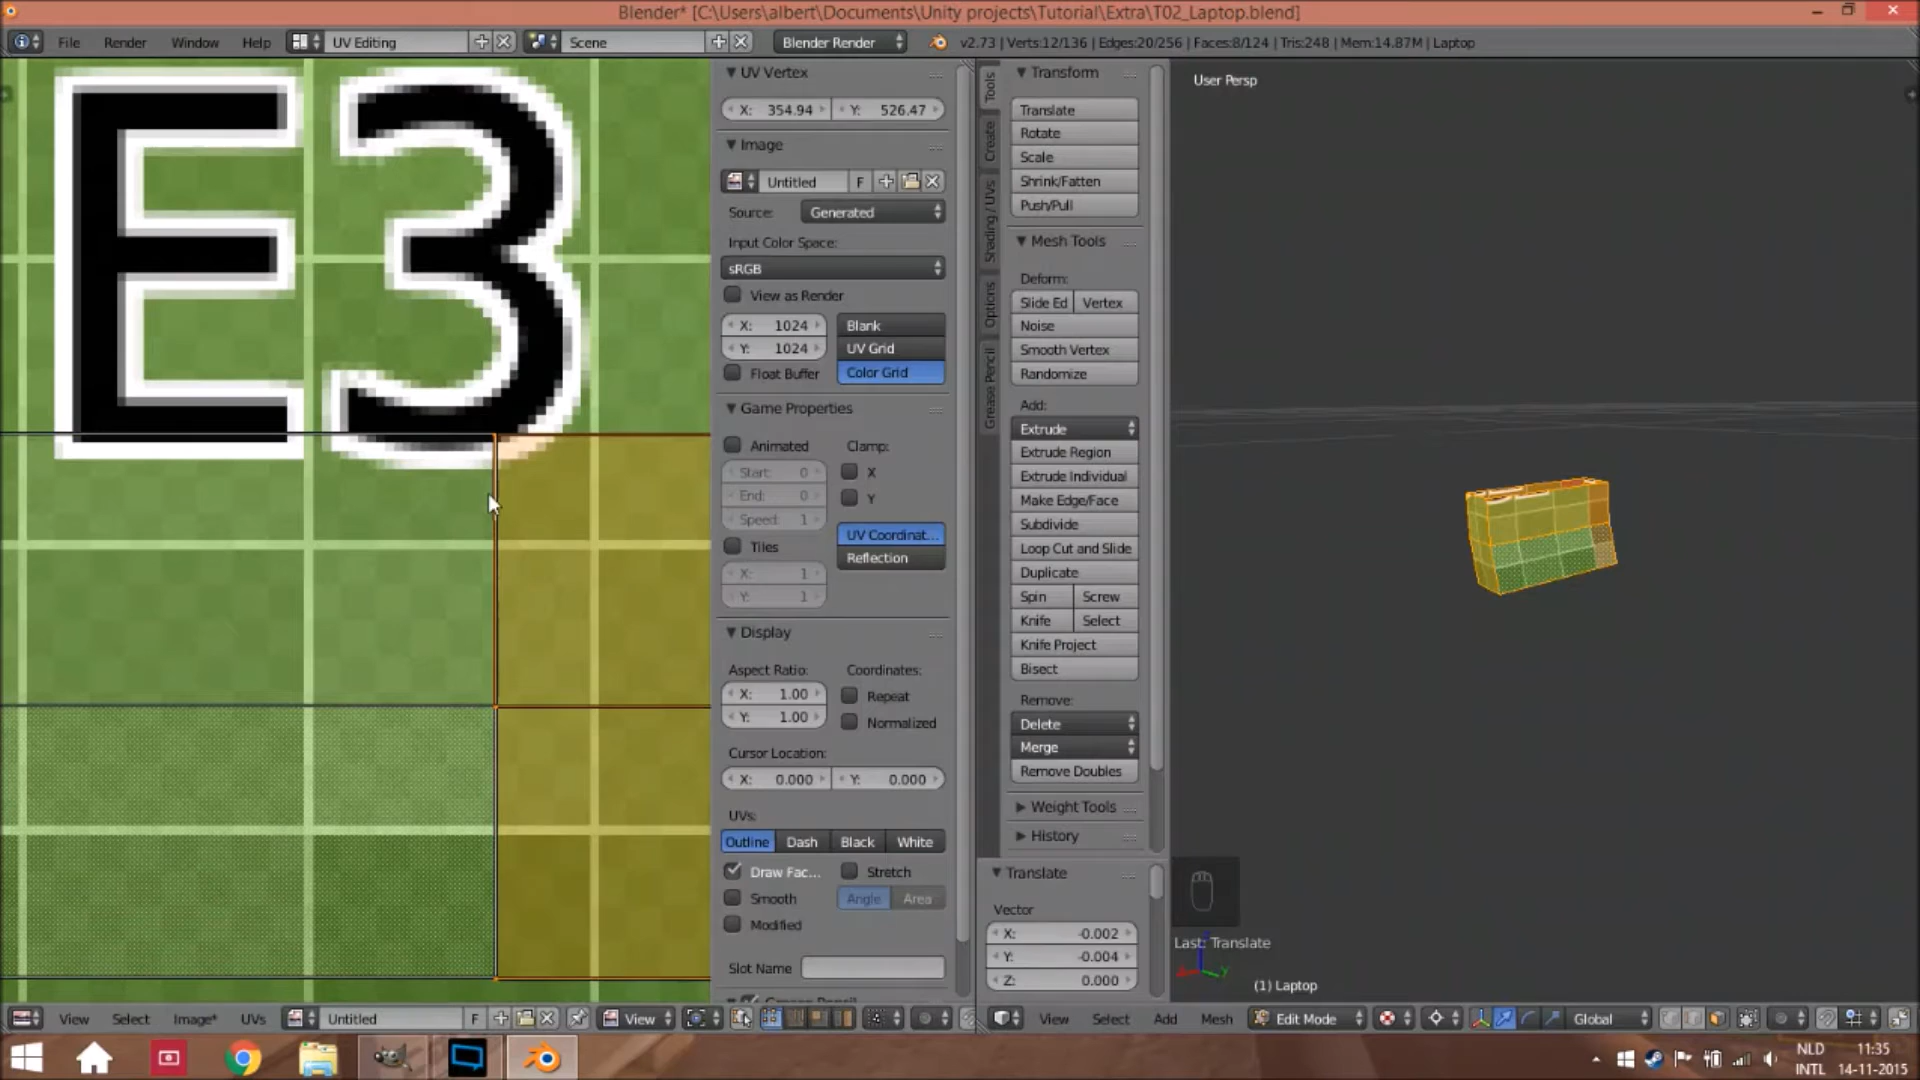 Blender* [C:\Users\albert\Documents\Unity projects\Tutorial\Extra\T02_Laptop.blend]
File Render Window Help UV Editing Scene Blender Render v2.73 | Verts:12/136 | Edges:20/256 | Faces:8/124 | Tris:248 | Mem:14.87M | Laptop
E3
UV Vertex
X: 354.94 Y: 526.47
Image
Untitled F
Source: Generated
Input Color Space:
sRGB
View as Render
X: 1024 Blank
Y: 1024 UV Grid
Float Buffer Color Grid
Game Properties
Animated Clamp:
Start: 0 X
End: 0 Y
Speed: 1
UV Coordinat...
Tiles Reflection
X: 1
Y: 1
Display
Aspect Ratio: Coordinates:
X: 1.00 Repeat
Y: 1.00 Normalized
Cursor Location:
X: 0.000 Y: 0.000
UVs:
Outline Dash Black White
Draw Fac... Stretch
Smooth Angle Area
Modified
Slot Name
Tools
Create
Shading / UVs
Options
Grease Pencil
Transform
Translate
Rotate
Scale
Shrink/Fatten
Push/Pull
Mesh Tools
Deform:
Slide Ed Vertex
Noise
Smooth Vertex
Randomize
Add:
Extrude
Extrude Region
Extrude Individual
Make Edge/Face
Subdivide
Loop Cut and Slide
Duplicate
Spin Screw
Knife Select
Knife Project
Bisect
Remove:
Delete
Merge
Remove Doubles
Weight Tools
History
Translate
Vector
X: -0.002
Y: -0.004
Z: 0.000
User Persp
Last: Translate
(1) Laptop
View Select Image* UVs Untitled F View
View Select Add Mesh Edit Mode Global
NLD 11:35
INTL 14-11-2015